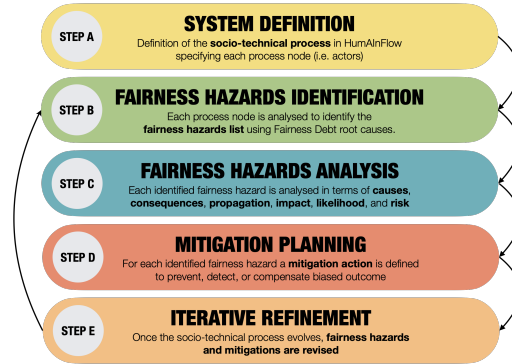 STEP A
SYSTEM DEFINITION
Definition of the socio-technical process in HumAInFlow
specifying each process node (i.e. actors)
STEP B
FAIRNESS HAZARDS IDENTIFICATION
Each process node is analysed to identify the
fairness hazards list using Fairness Debt root causes.
STEP C
FAIRNESS HAZARDS ANALYSIS
Each identified fairness hazard is analysed in terms of causes,
consequences, propagation, impact, likelihood, and risk
STEP D
MITIGATION PLANNING
For each identified fairness hazard a mitigation action is defined
to prevent, detect, or compensate biased outcome
STEP E
ITERATIVE REFINEMENT
Once the socio-technical process evolves, fairness hazards
and mitigations are revised